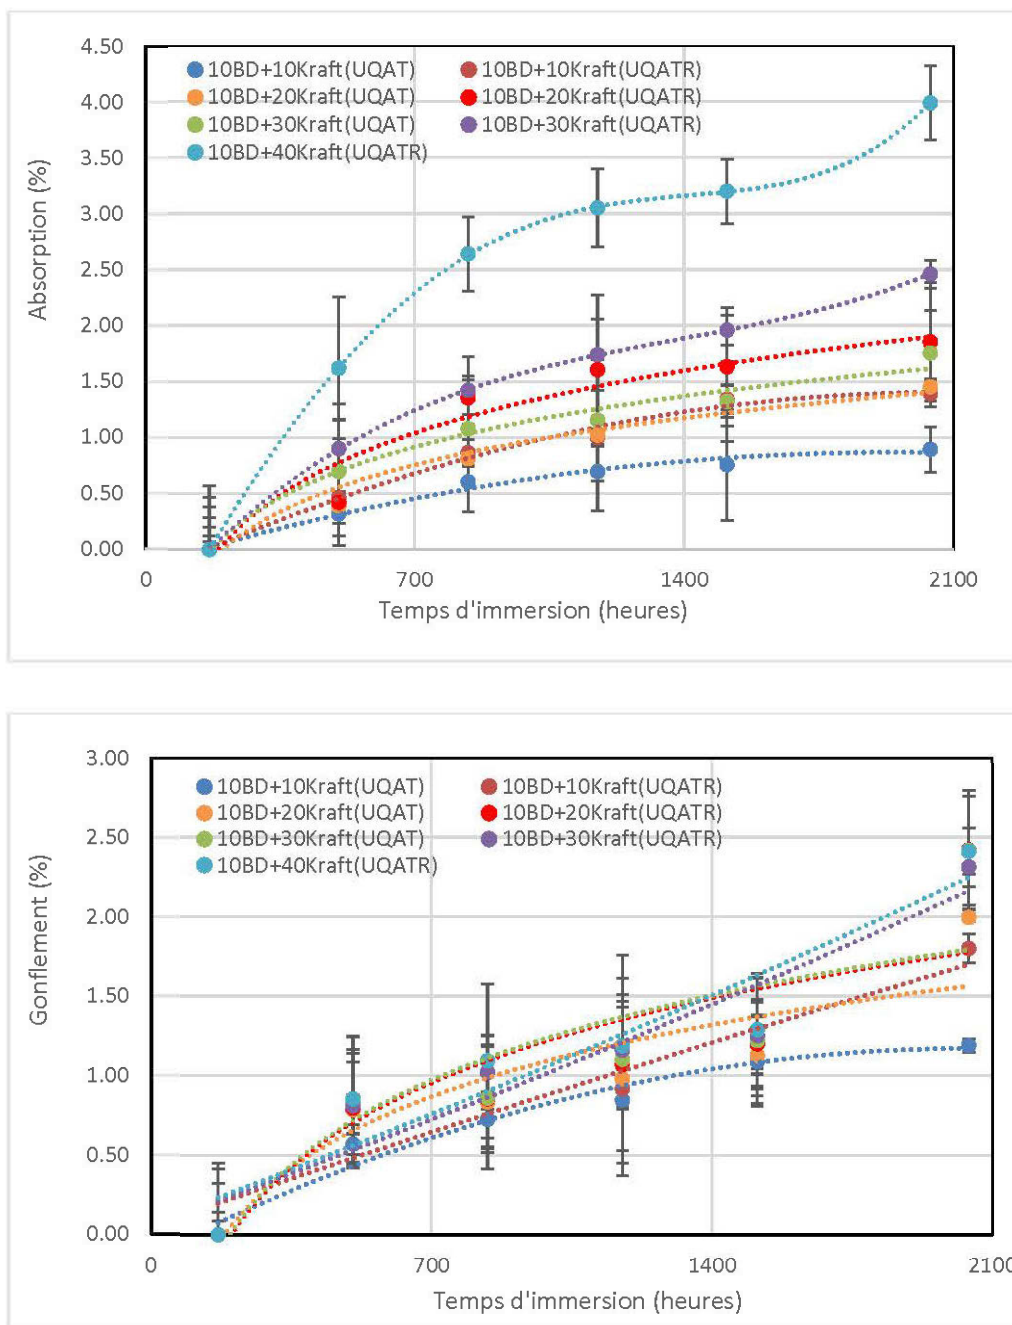 4.50
10BD+10Kraft(UQAT) 10BD+10Kraft(UQATR)
4.00
10BD+20Kraft(UQAT) 10BD+20Kraft(UQATR)
10BD+30Kraft(UQAT) 10BD+30Kraft(UQATR)
3.50
10BD+40Kraft(UQATR)
3.00
2.50
2.00
1.50
1.00
0.50
0.00
Absorption (%)
0 700 1400 2100
Temps d'immersion (heures)
3.00
10BD+10Kraft(UQAT) 10BD+10Kraft(UQATR)
10BD+20Kraft(UQAT) 10BD+20Kraft(UQATR)
2.50
10BD+30Kraft(UQAT) 10BD+30Kraft(UQATR)
10BD+40Kraft(UQATR)
2.00
1.50
1.00
0.50
0.00
Gonflement (%)
0 700 1400 2100
Temps d'immersion (heures)